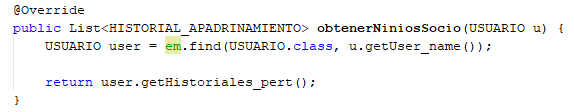 @Override
public List<HISTORIAL_APADRINAMIENTO> obtenerNiniosSocio(USUARIO u) {
USUARIO user = em.find(USUARIO.class, u.getUser_name());
return user.getHistoriales_pert();
}